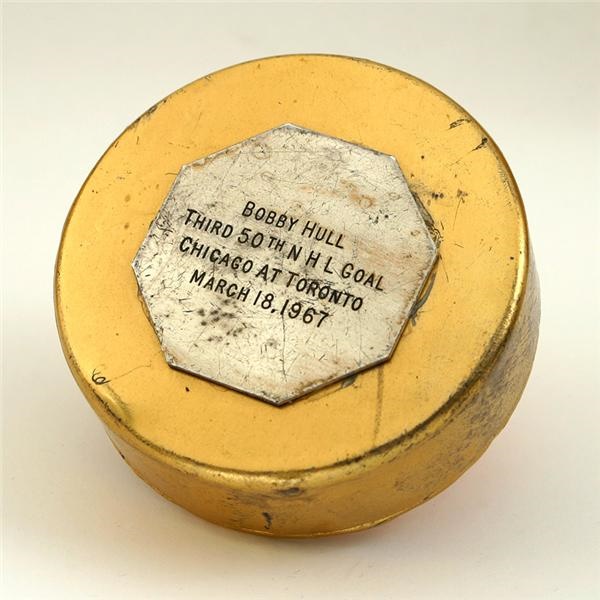 BOBBY HULL
THIRD 50TH N H L GOAL
CHICAGO AT TORONTO
MARCH 18, 1967